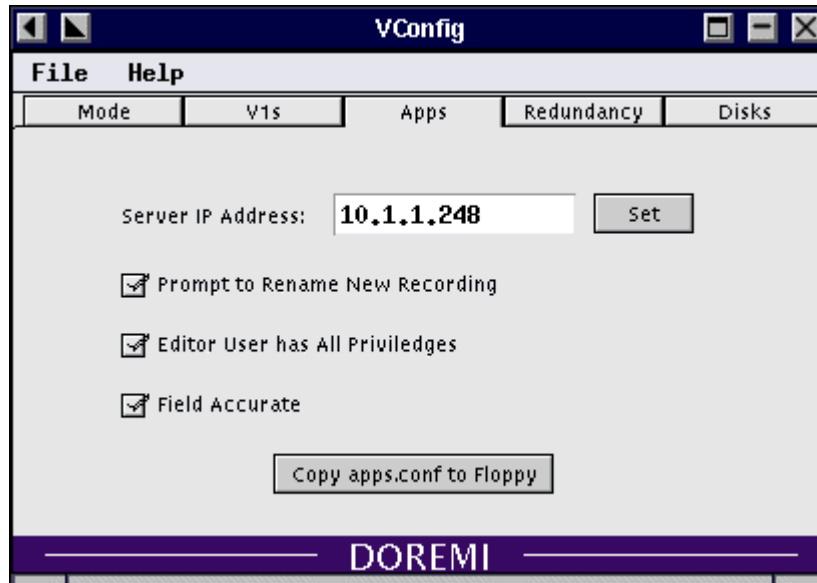 VConfig
File Help
Mode V1s Apps Redundancy Disks
Server IP Address: 10.1.1.248 Set
Prompt to Rename New Recording
Editor User has All Priviledges
Field Accurate
Copy apps.conf to Floppy
DOREMI